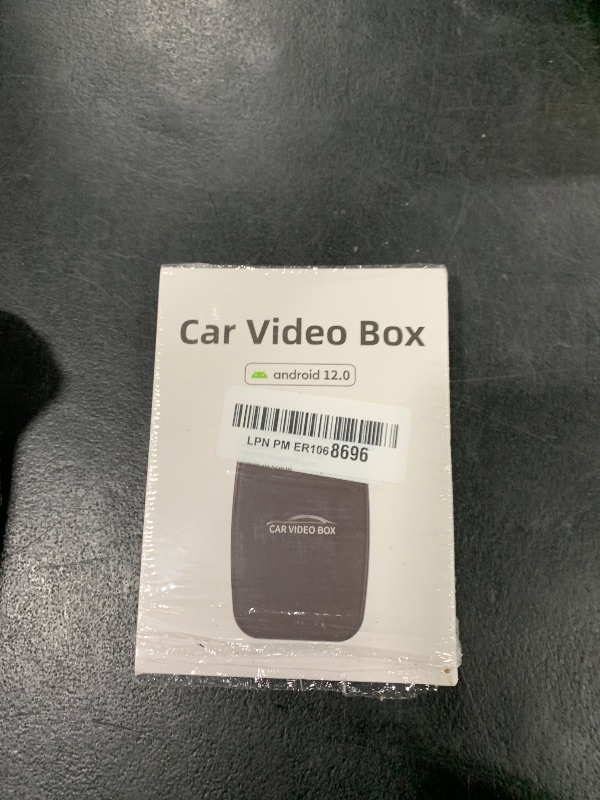 Car Video Box
android 12.0
LPN PM ER1068696
CAR VIDEO BOX